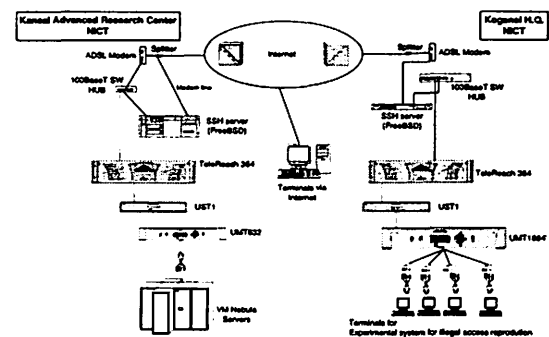 Kansai Advanced Research Center
NICT
Koganei H.Q.
NICT
Splitter
ADSL Modem
Internet
Splitter
ADSL Modem
100BaseT SW
HUB
Modem line
100BaseT SW
HUB
SSH server
(FreeBSD)
SSH server
(FreeBSD)
TeleReach 364
Terminals via
Internet
TeleReach 364
UST1
UST1
UMT832
UMT1664
VM Nebula
Servers
Terminals for
Experimental system for illegal access reprodution